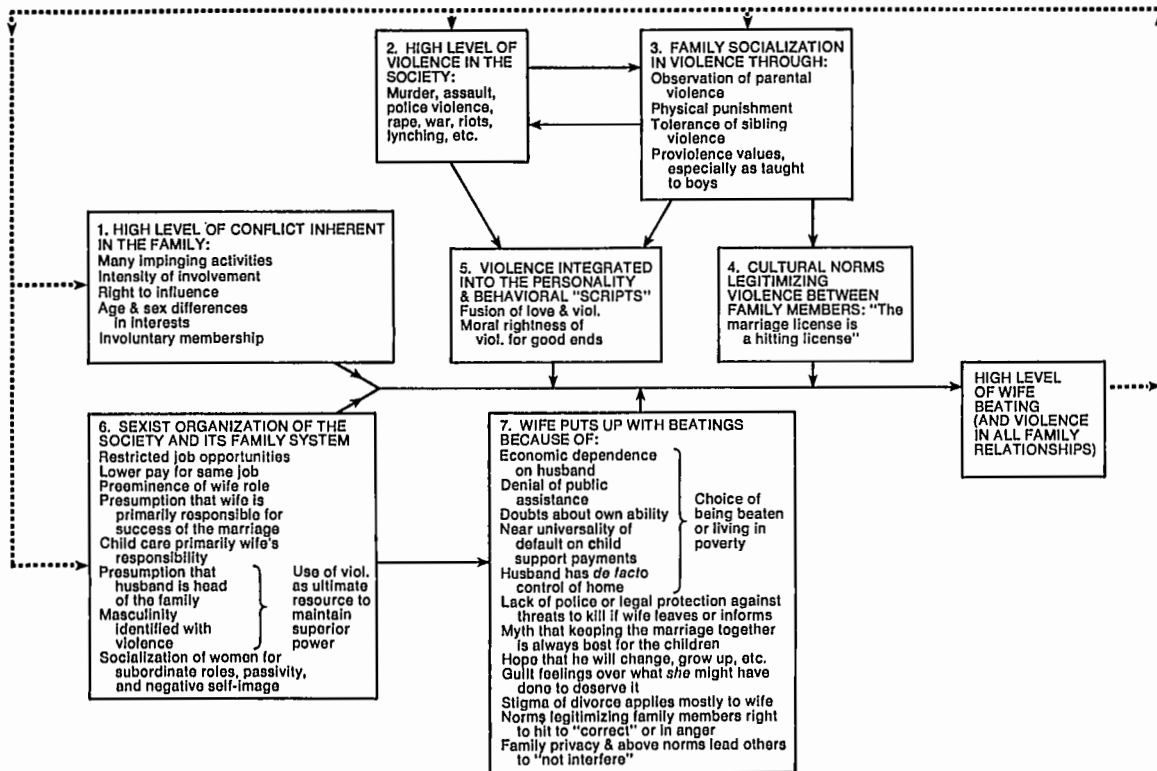 2. HIGH LEVEL OF
VIOLENCE IN THE
SOCIETY:
Murder, assault,
police violence,
rape, war, riots,
lynching, etc.
3. FAMILY SOCIALIZATION
IN VIOLENCE THROUGH:
Observation of parental
violence
Physical punishment
Tolerance of sibling
violence
Proviolence values,
especially as taught
to boys
1. HIGH LEVEL OF CONFLICT INHERENT
IN THE FAMILY:
Many impinging activities
Intensity of involvement
Right to influence
Age & sex differences
in interests
Involuntary membership
5. VIOLENCE INTEGRATED
INTO THE PERSONALITY
& BEHAVIORAL "SCRIPTS"
Fusion of love & viol.
Moral rightness of
viol. for good ends
4. CULTURAL NORMS
LEGITIMIZING
VIOLENCE BETWEEN
FAMILY MEMBERS: "The
marriage license is
a hitting license"
HIGH LEVEL
OF WIFE
BEATING
(AND VIOLENCE
IN ALL FAMILY
RELATIONSHIPS)
6. SEXIST ORGANIZATION OF THE
SOCIETY AND ITS FAMILY SYSTEM
Restricted job opportunities
Lower pay for same job
Preeminence of wife role
Presumption that wife is
primarily responsible for
success of the marriage
Child care primarily wife's
responsibility
Presumption that
husband is head
of the family
Masculinity
identified with
violence
Use of viol.
as ultimate
resource to
maintain
superior
power
Socialization of women for
subordinate roles, passivity,
and negative self-image
7. WIFE PUTS UP WITH BEATINGS
BECAUSE OF:
Economic dependence
on husband
Denial of public
assistance
Doubts about own ability
Near universality of
default on child
support payments
Husband has de facto
control of home
Choice of
being beaten
or living in
poverty
Lack of police or legal protection against
threats to kill if wife leaves or informs
Myth that keeping the marriage together
is always best for the children
Hope that he will change, grow up, etc.
Guilt feelings over what she might have
done to deserve it
Stigma of divorce applies mostly to wife
Norms legitimizing family members right
to hit to "correct" or in anger
Family privacy & above norms lead others
to "not interfere"